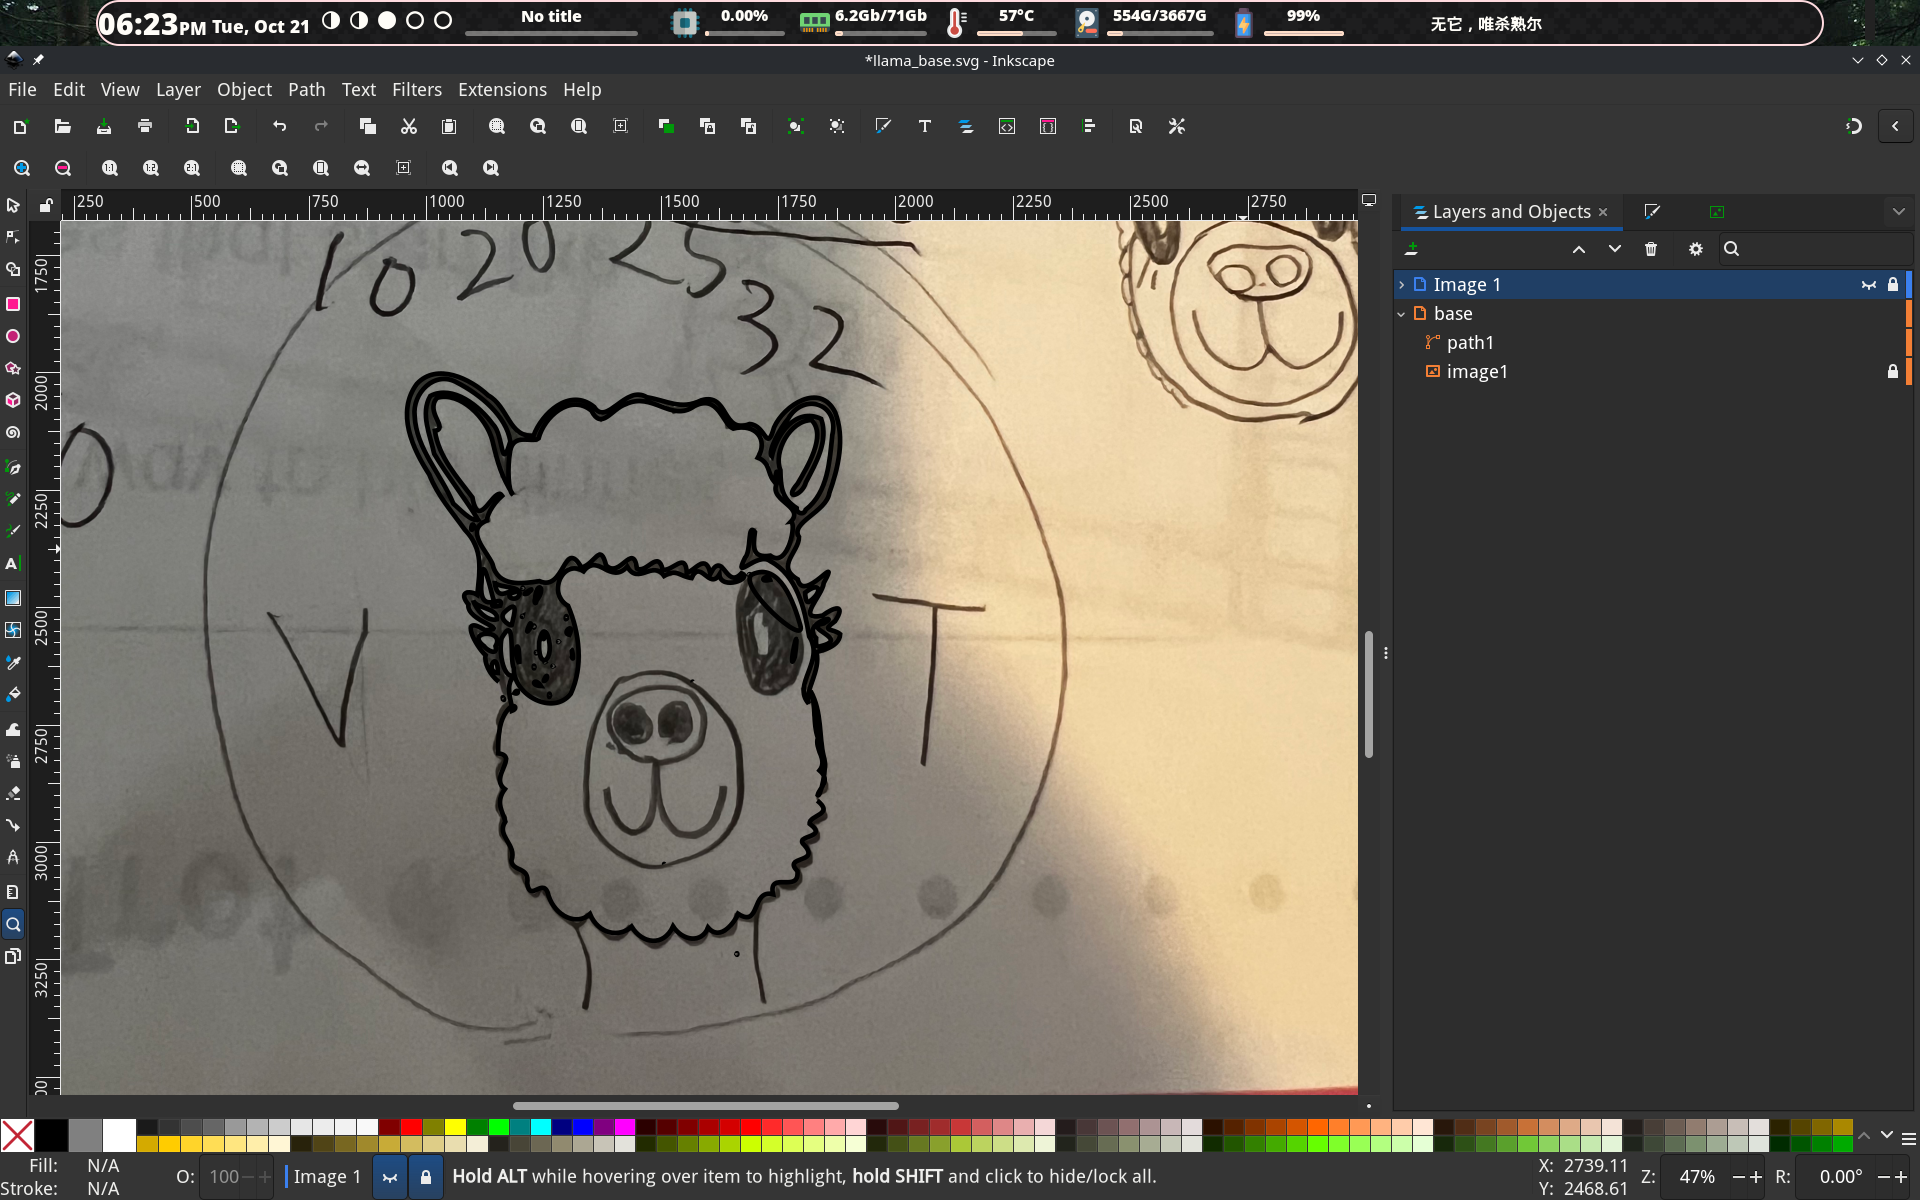 06:23PM Tue, Oct 21
No title
0.00%
6.2Gb/71Gb
57°C
554G/3667G
99%
无它，唯杀熟尔
*llama_base.svg - Inkscape
File Edit View Layer Object Path Text Filters Extensions Help
250 500 750 1000 1250 1500 1750 2000 2250 2500 2750
1750
2000
2250
2500
2750
3000
3250
10 20 25
32
V T
Layers and Objects
Image 1
base
path1
image1
Fill: N/A
Stroke: N/A
O: 100
Image 1
Hold ALT while hovering over item to highlight, hold SHIFT and click to hide/lock all.
X: 2739.11
Y: 2468.61
Z: 47%
R: 0.00°